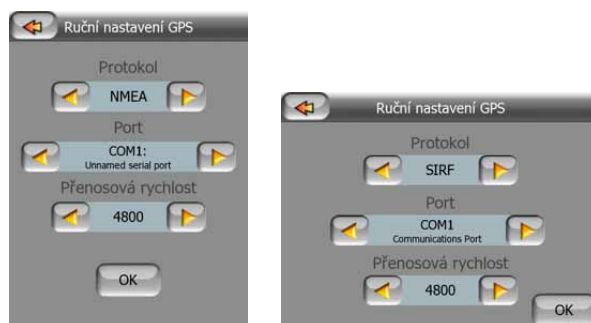 Ruční nastavení GPS
Protokol
NMEA
Port
COM1:
Unnamed serial port
Přenosová rychlost
4800
OK
Ruční nastavení GPS
Protokol
SIRF
Port
COM1
Communications Port
Přenosová rychlost
4800
OK